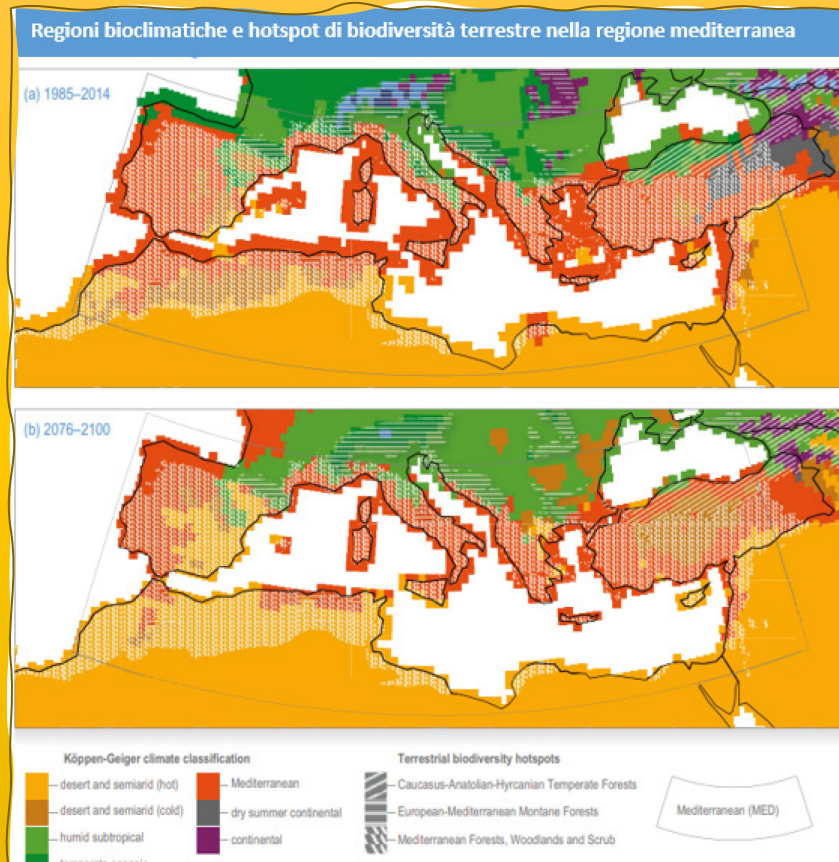 Regioni bioclimatiche e hotspot di biodiversità terrestre nella regione mediterranea
(a) 1985–2014
(b) 2076–2100
Köppen-Geiger climate classification
desert and semiarid (hot)
desert and semiarid (cold)
humid subtropical
Mediterranean
dry summer continental
continental
Terrestrial biodiversity hotspots
Caucasus-Anatolian-Hyrcanian Temperate Forests
European-Mediterranean Montane Forests
Mediterranean Forests, Woodlands and Scrub
Mediterranean (MED)